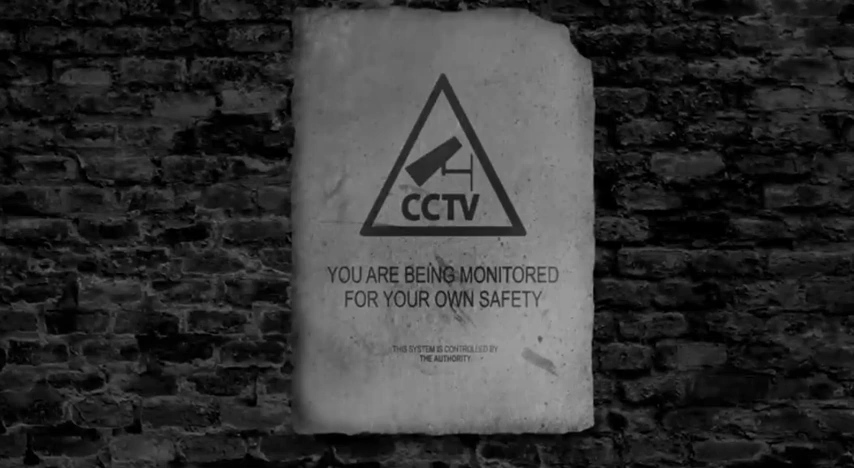 CCTV
YOU ARE BEING MONITORED
FOR YOUR OWN SAFETY
THIS SYSTEM IS CONTROLLED BY
THE AUTHORITY